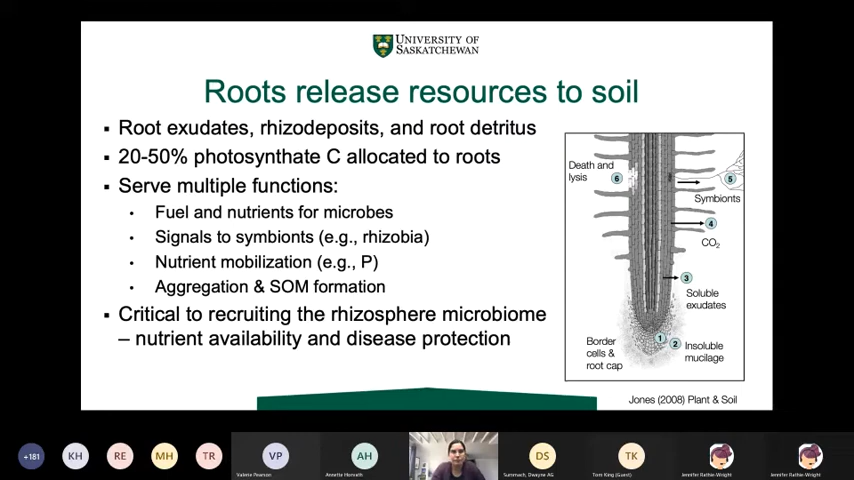 UNIVERSITY OF
SASKATCHEWAN
Roots release resources to soil
▪ Root exudates, rhizodeposits, and root detritus
▪ 20-50% photosynthate C allocated to roots
▪ Serve multiple functions:
• Fuel and nutrients for microbes
• Signals to symbionts (e.g., rhizobia)
• Nutrient mobilization (e.g., P)
• Aggregation & SOM formation
▪ Critical to recruiting the rhizosphere microbiome
– nutrient availability and disease protection
Death and
lysis
6
5
Symbionts
4
CO₂
3
Soluble
exudates
1
2
Border
cells &
root cap
Insoluble
mucilage
Jones (2008) Plant & Soil
+181
KH
RE
MH
TR
VP
AH
DS
TK
Valerie Pearson
Annette Horvath
Summach, Dwayne AG
Tom King (Guest)
Jennifer Rathie-Wright
Jennifer Rathie-Wright